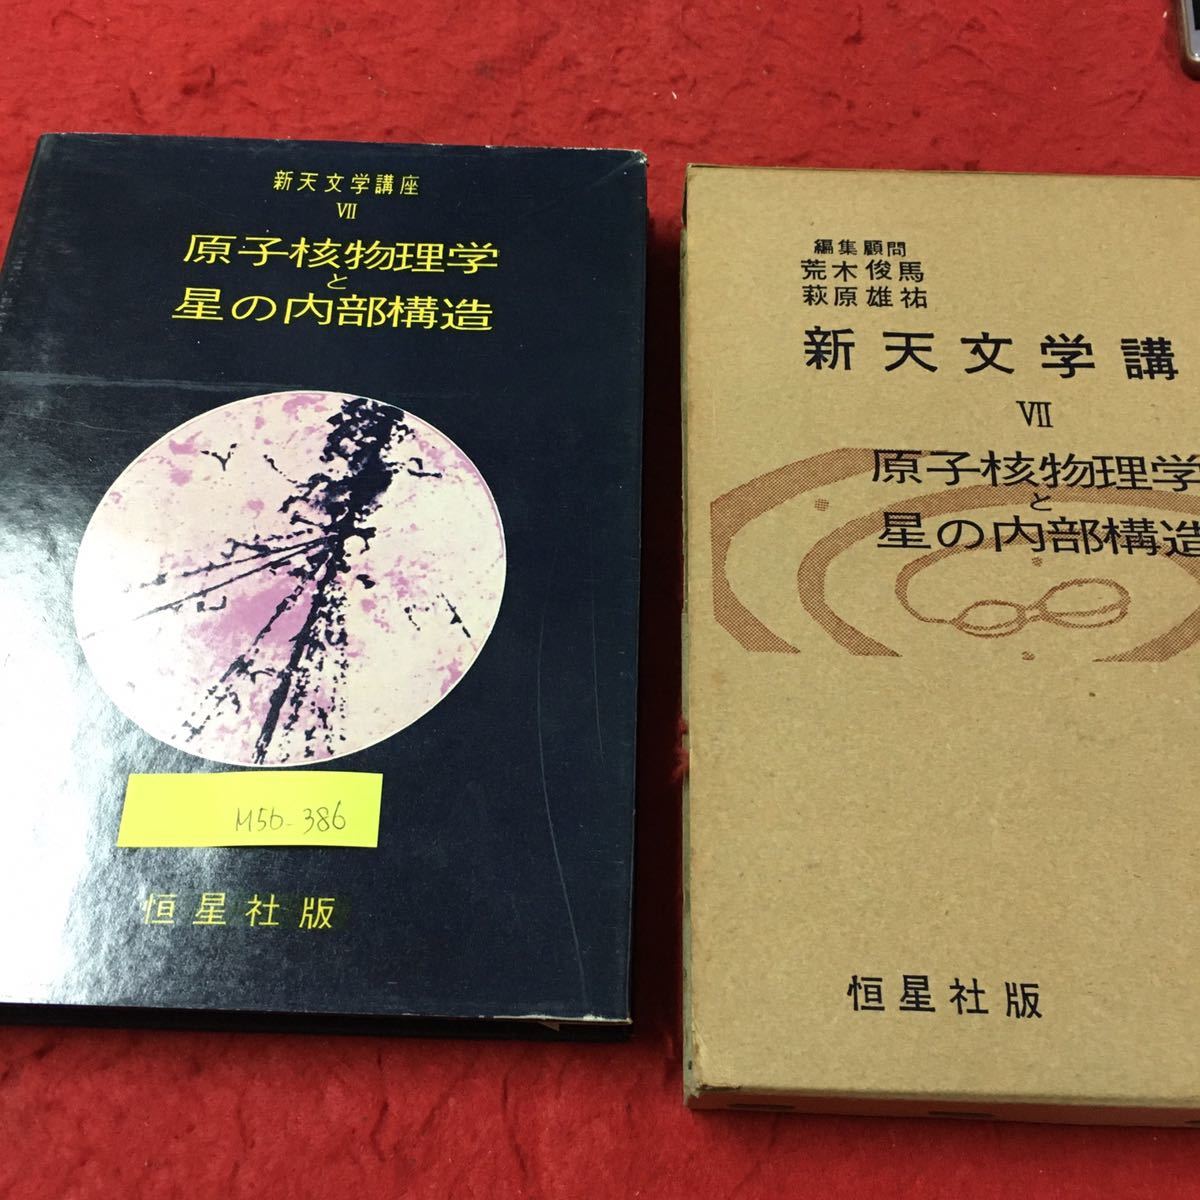 新天文学講座
VII
原子核物理学
と
星の内部構造
M56-386
恒星社版
編集顧問
荒木俊馬
萩原雄祐
新天文学講
VII
原子核物理学
と
星の内部構造
恒星社版